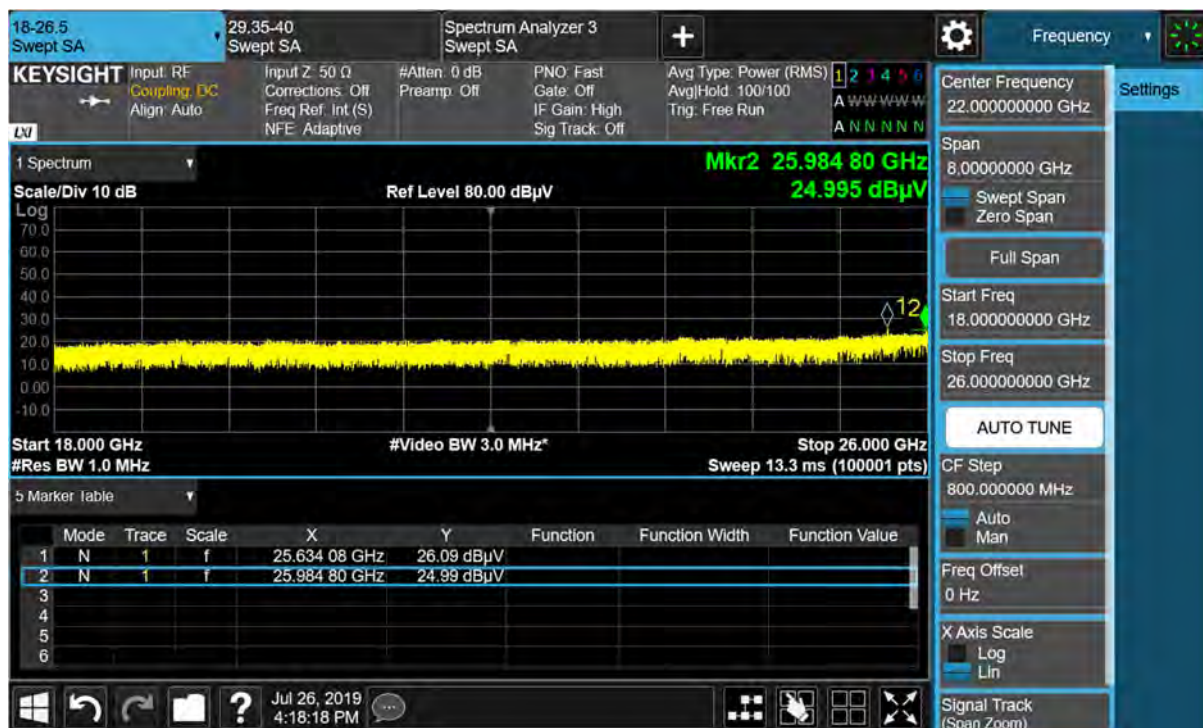 18-26.5
Swept SA
29.35-40
Swept SA
Spectrum Analyzer 3
Swept SA
+
Frequency
KEYSIGHT
LXI
Input: RF
Coupling: DC
Align: Auto
Input Z: 50 Ω
Corrections: Off
Freq Ref: Int (S)
NFE: Adaptive
#Atten: 0 dB
Preamp: Off
PNO: Fast
Gate: Off
IF Gain: High
Sig Track: Off
Avg Type: Power (RMS)
Avg|Hold: 100/100
Trig: Free Run
1 2 3 4 5 6
A W W W W W
A N N N N N
1 Spectrum
Scale/Div 10 dB
Ref Level 80.00 dBµV
Mkr2 25.984 80 GHz
24.995 dBµV
Log
70.0
60.0
50.0
40.0
30.0
20.0
10.0
0.00
-10.0
1 2
Start 18.000 GHz
#Video BW 3.0 MHz*
Stop 26.000 GHz
#Res BW 1.0 MHz
Sweep 13.3 ms (100001 pts)
5 Marker Table
Mode Trace Scale X Y Function Function Width Function Value
1 N 1 f 25.634 08 GHz 26.09 dBµV
2 N 1 f 25.984 80 GHz 24.99 dBµV
3
4
5
6
?
Jul 26, 2019
4:18:18 PM
Center Frequency
22.000000000 GHz
Span
8.00000000 GHz
Swept Span
Zero Span
Full Span
Start Freq
18.000000000 GHz
Stop Freq
26.000000000 GHz
AUTO TUNE
CF Step
800.000000 MHz
Auto
Man
Freq Offset
0 Hz
X Axis Scale
Log
Lin
Signal Track
(Span Zoom)
Settings